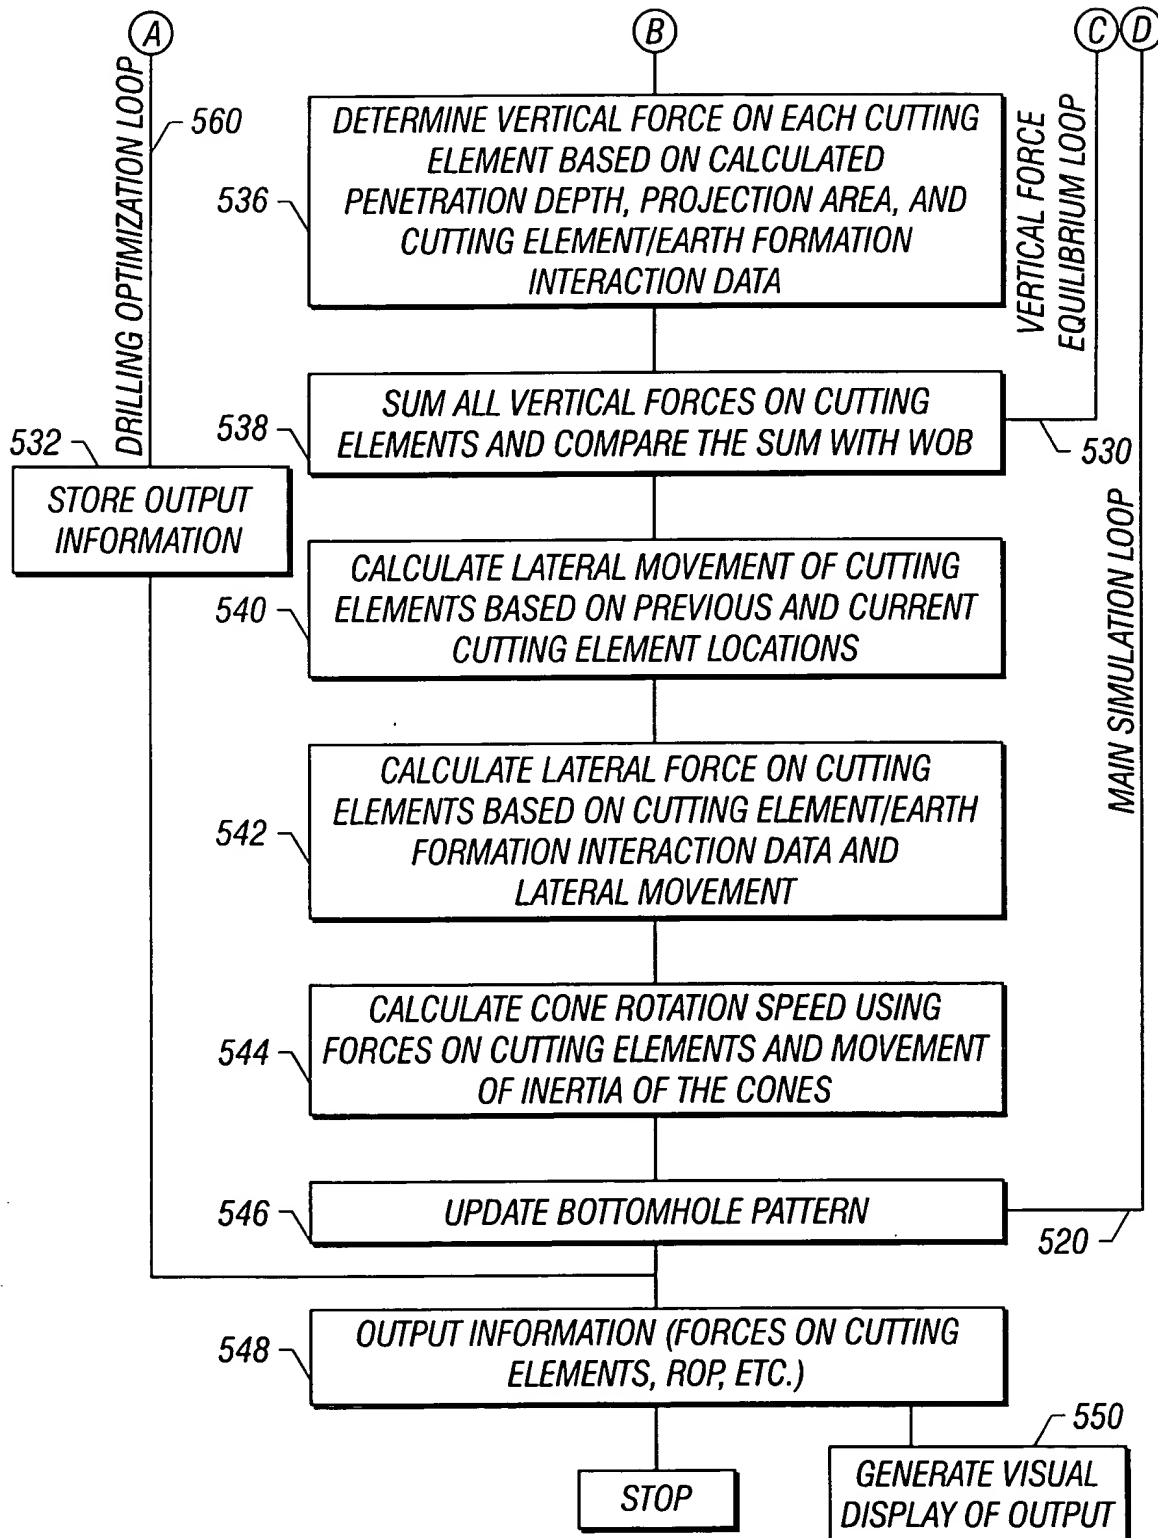 A
B
C
D
DRILLING OPTIMIZATION LOOP
560
536
DETERMINE VERTICAL FORCE ON EACH CUTTING
ELEMENT BASED ON CALCULATED
PENETRATION DEPTH, PROJECTION AREA, AND
CUTTING ELEMENT/EARTH FORMATION
INTERACTION DATA
VERTICAL FORCE
EQUILIBRIUM LOOP
538
SUM ALL VERTICAL FORCES ON CUTTING
ELEMENTS AND COMPARE THE SUM WITH WOB
530
532
STORE OUTPUT
INFORMATION
540
CALCULATE LATERAL MOVEMENT OF CUTTING
ELEMENTS BASED ON PREVIOUS AND CURRENT
CUTTING ELEMENT LOCATIONS
MAIN SIMULATION LOOP
542
CALCULATE LATERAL FORCE ON CUTTING
ELEMENTS BASED ON CUTTING ELEMENT/EARTH
FORMATION INTERACTION DATA AND
LATERAL MOVEMENT
544
CALCULATE CONE ROTATION SPEED USING
FORCES ON CUTTING ELEMENTS AND MOVEMENT
OF INERTIA OF THE CONES
546
UPDATE BOTTOMHOLE PATTERN
520
548
OUTPUT INFORMATION (FORCES ON CUTTING
ELEMENTS, ROP, ETC.)
550
STOP
GENERATE VISUAL
DISPLAY OF OUTPUT